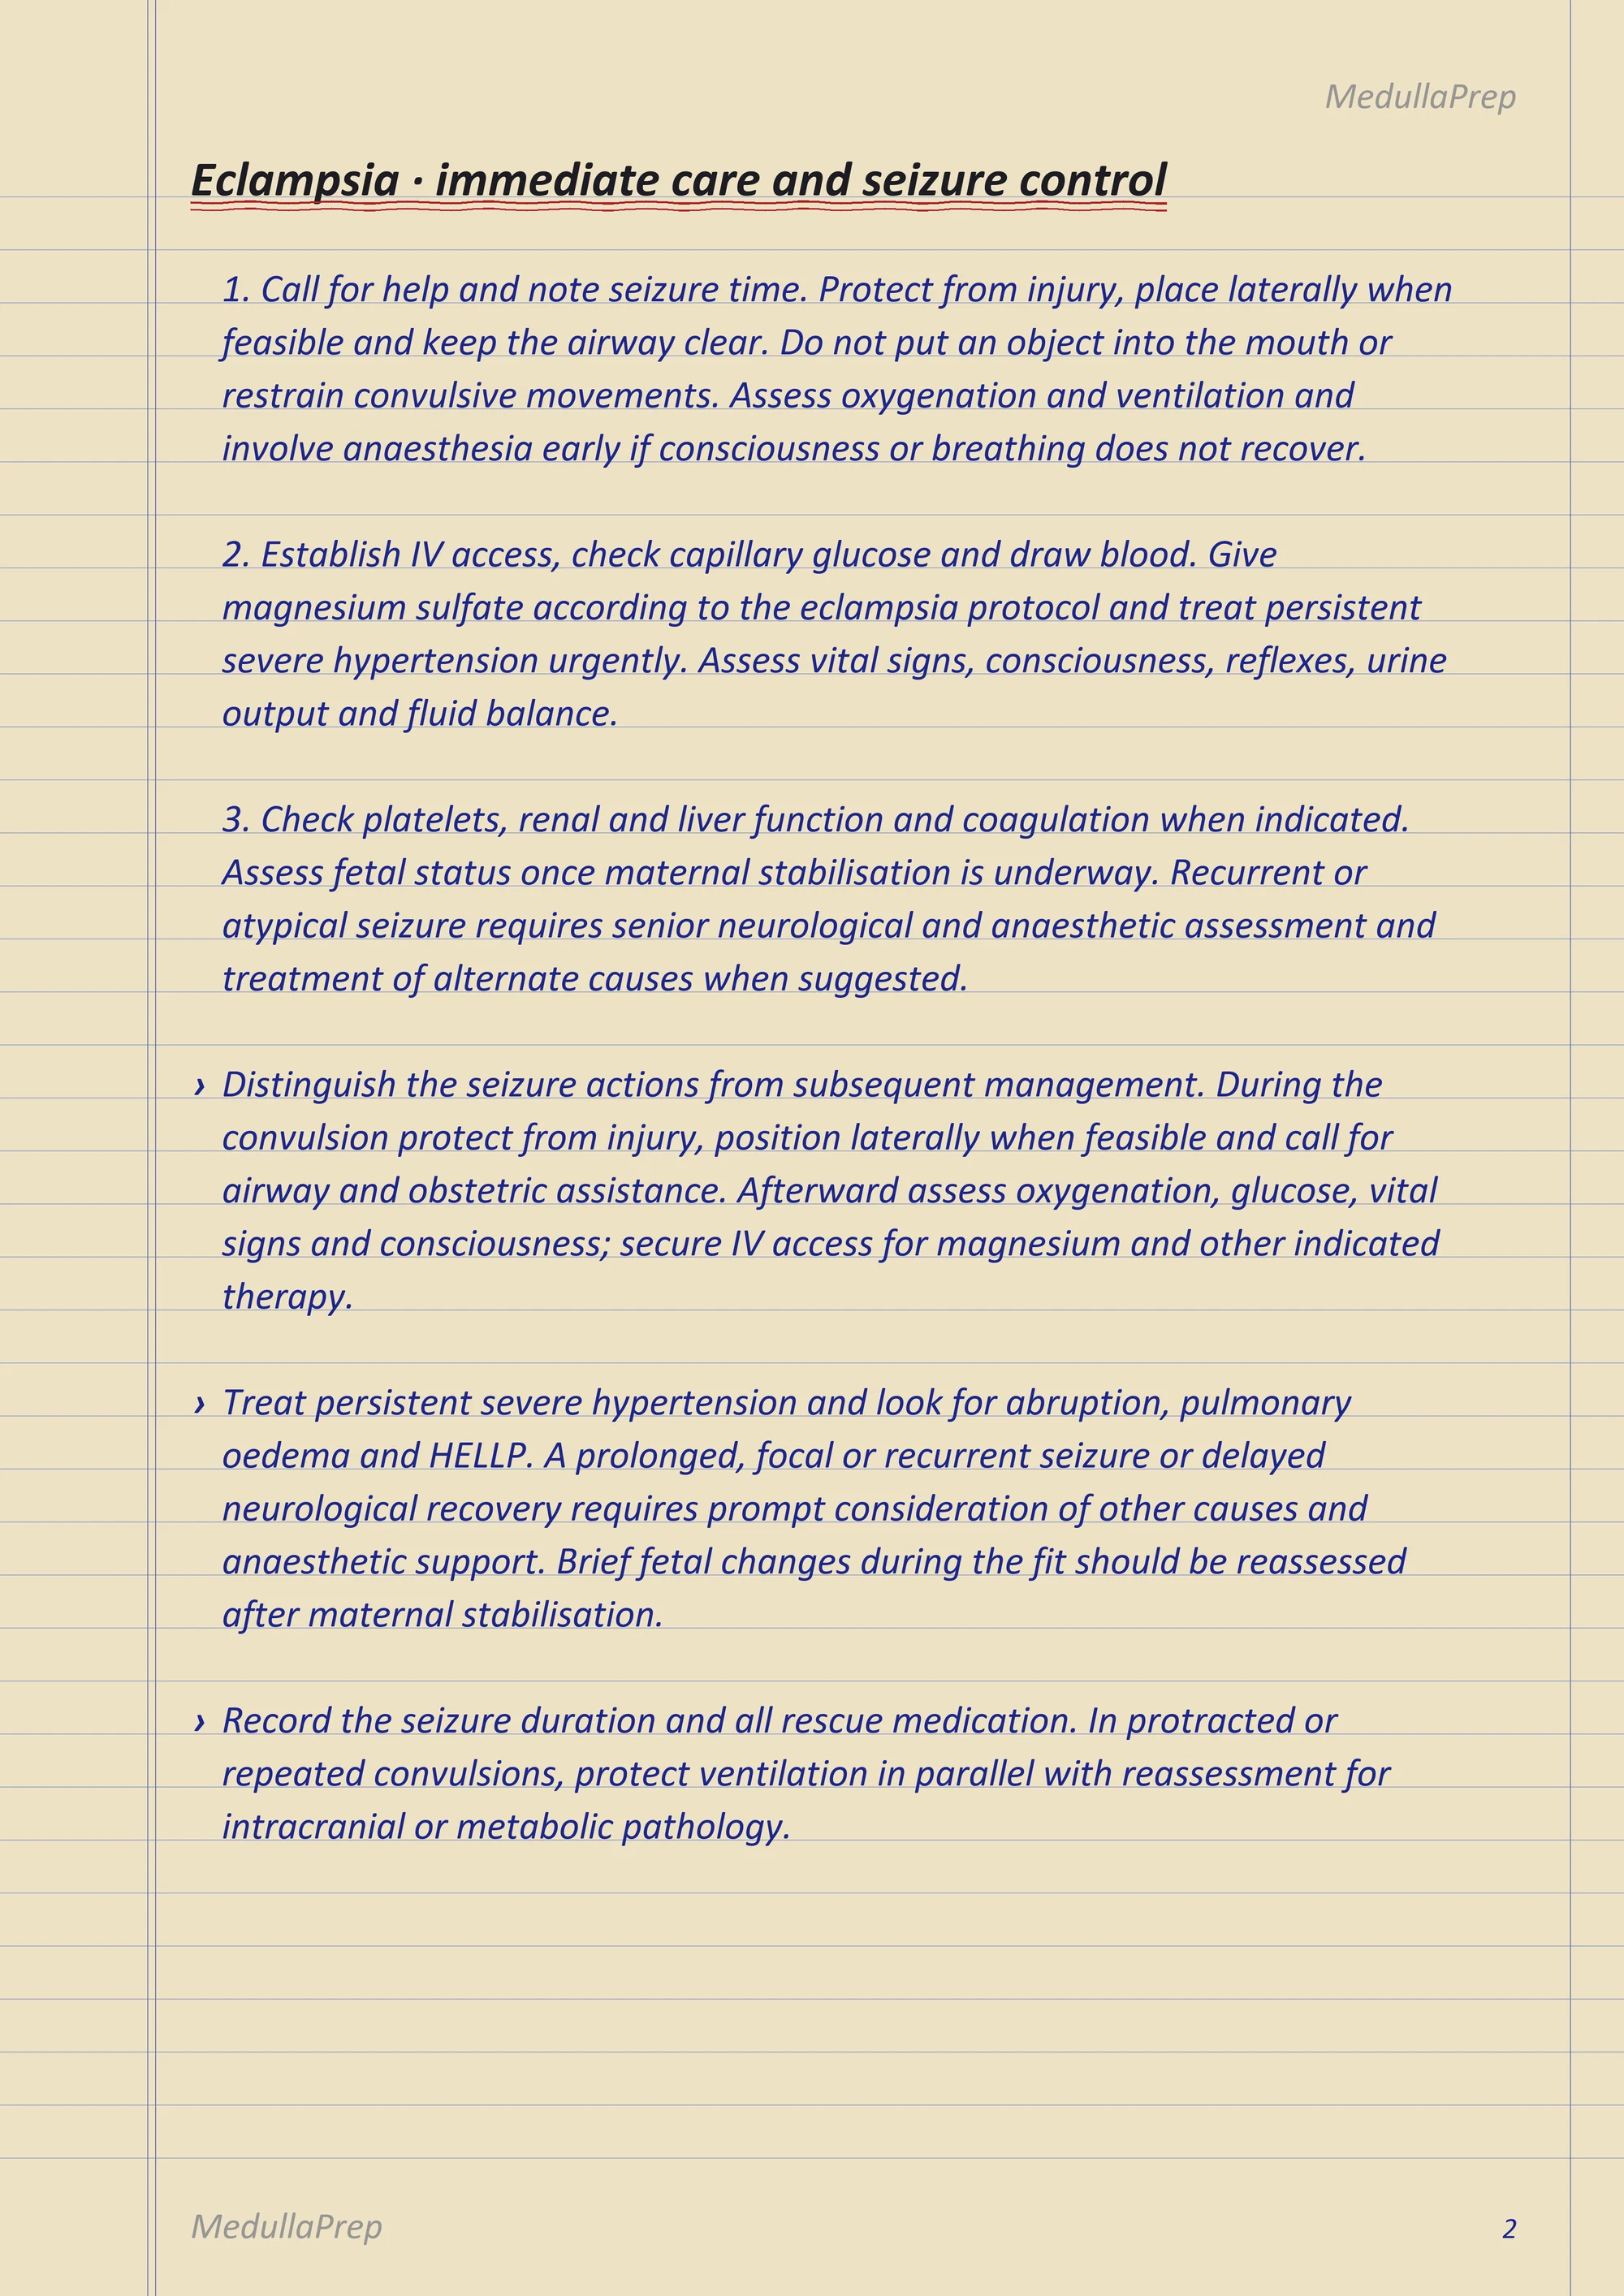 MedullaPrep
Eclampsia · immediate care and seizure control
1. Call for help and note seizure time. Protect from injury, place laterally when
feasible and keep the airway clear. Do not put an object into the mouth or
restrain convulsive movements. Assess oxygenation and ventilation and
involve anaesthesia early if consciousness or breathing does not recover.
2. Establish IV access, check capillary glucose and draw blood. Give
magnesium sulfate according to the eclampsia protocol and treat persistent
severe hypertension urgently. Assess vital signs, consciousness, reflexes, urine
output and fluid balance.
3. Check platelets, renal and liver function and coagulation when indicated.
Assess fetal status once maternal stabilisation is underway. Recurrent or
atypical seizure requires senior neurological and anaesthetic assessment and
treatment of alternate causes when suggested.
› Distinguish the seizure actions from subsequent management. During the
convulsion protect from injury, position laterally when feasible and call for
airway and obstetric assistance. Afterward assess oxygenation, glucose, vital
signs and consciousness; secure IV access for magnesium and other indicated
therapy.
› Treat persistent severe hypertension and look for abruption, pulmonary
oedema and HELLP. A prolonged, focal or recurrent seizure or delayed
neurological recovery requires prompt consideration of other causes and
anaesthetic support. Brief fetal changes during the fit should be reassessed
after maternal stabilisation.
› Record the seizure duration and all rescue medication. In protracted or
repeated convulsions, protect ventilation in parallel with reassessment for
intracranial or metabolic pathology.
MedullaPrep
2